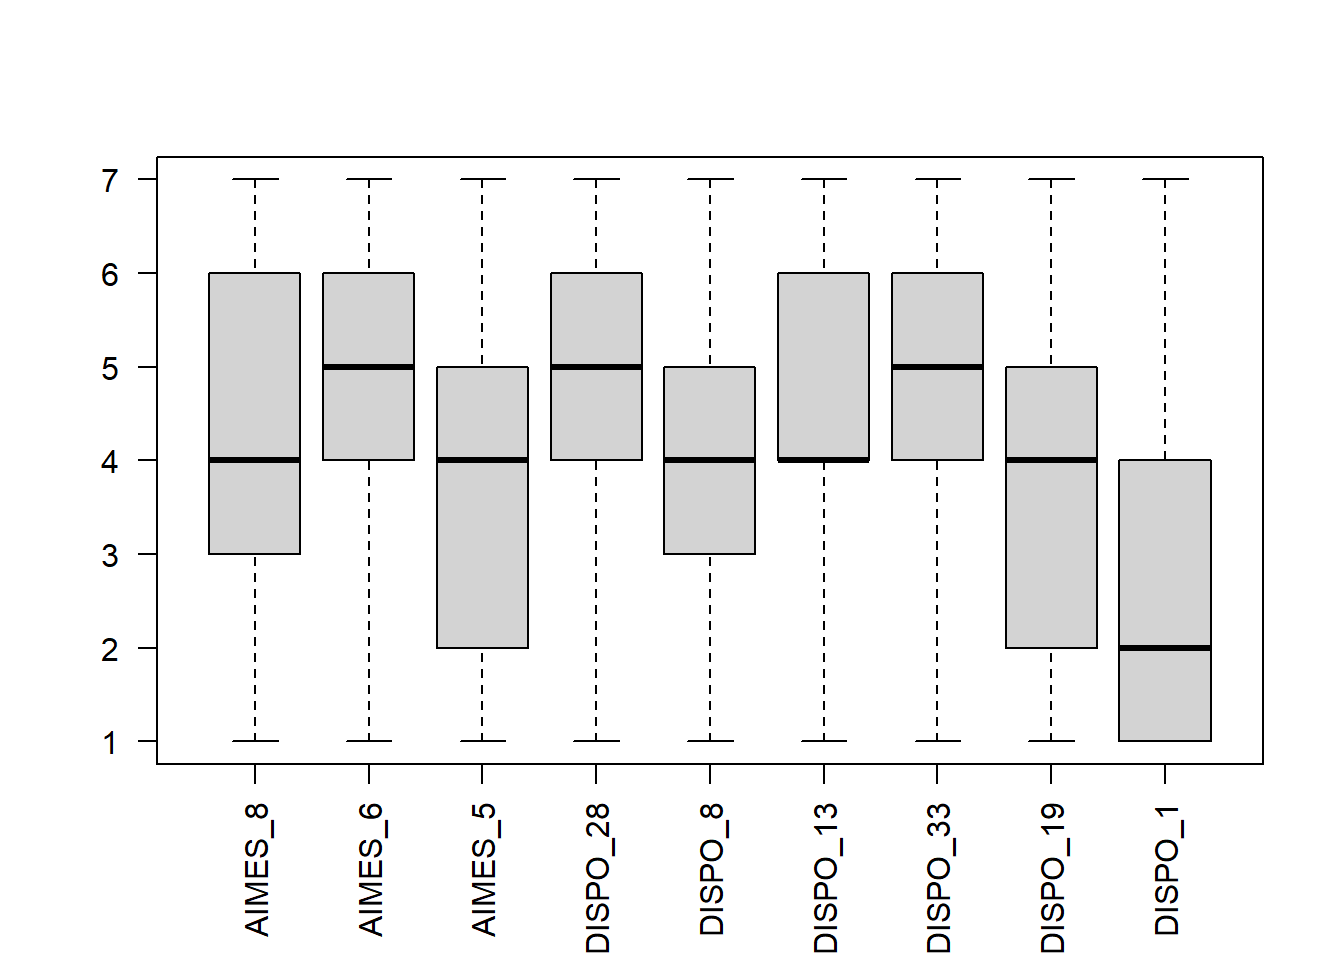 7
6
5
4
3
2
1
AIMES_8
AIMES_6
AIMES_5
DISPO_28
DISPO_8
DISPO_13
DISPO_33
DISPO_19
DISPO_1